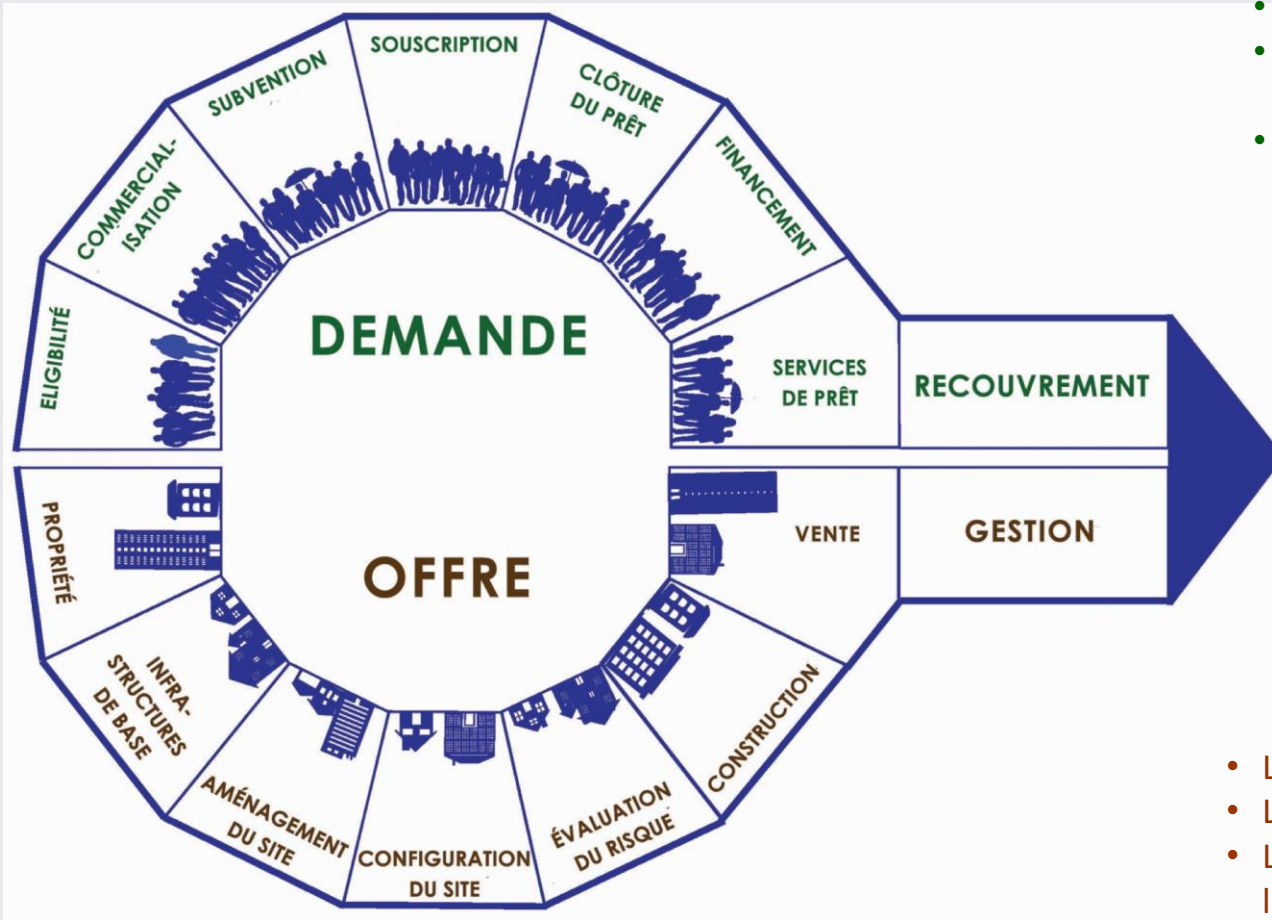 ELIGIBILITÉ
COMMERCIAL-
ISATION
SUBVENTION
SOUSCRIPTION
CLÔTURE
DU PRÊT
FINANCEMENT
SERVICES
DE PRÊT
RECOUVREMENT
DEMANDE
OFFRE
PROPRIÉTÉ
INFRA-
STRUCTURES
DE BASE
AMÉNAGEMENT
DU SITE
CONFIGURATION
DU SITE
ÉVALUATION
DU RISQUE
CONSTRUCTION
VENTE
GESTION
• L
• L
• L